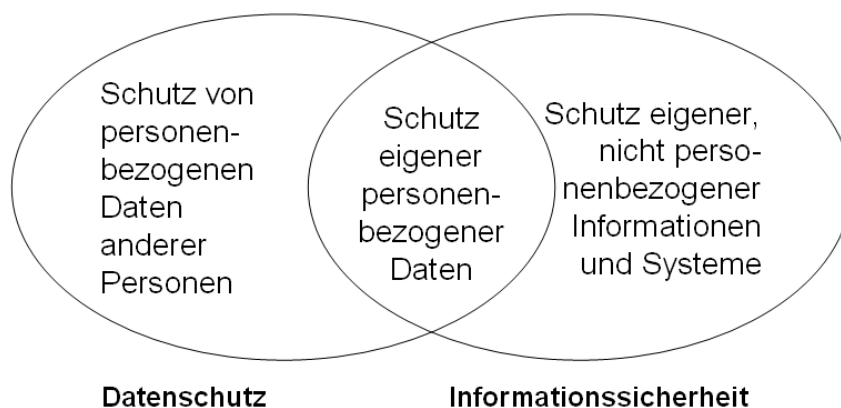 Schutz von
personen-
bezogenen
Daten
anderer
Personen
Schutz
eigener
personen-
bezogener
Daten
Schutz eigener,
nicht perso-
nenbezogener
Informationen
und Systeme
Datenschutz
Informationssicherheit